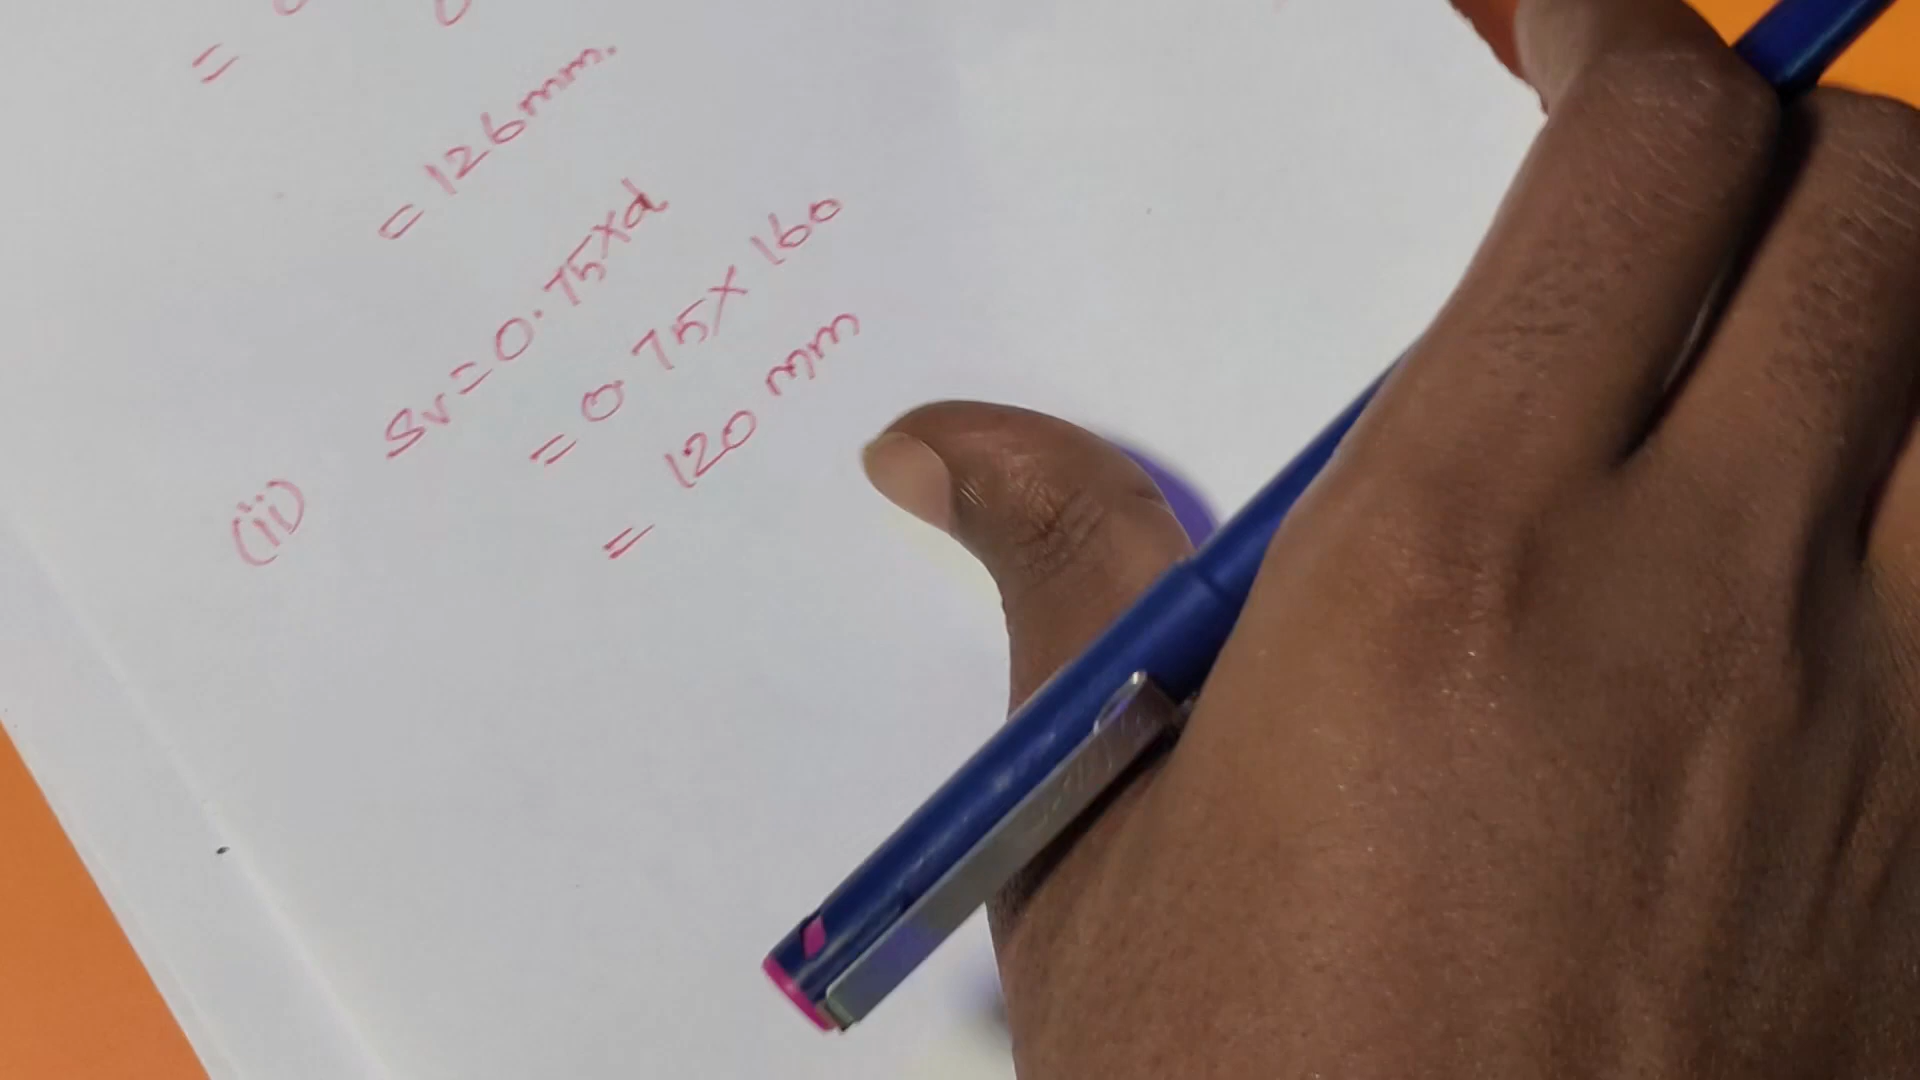 =
= 126mm.
(ii) Sv = 0.75xd
= 0.75x 160
= 120 mm